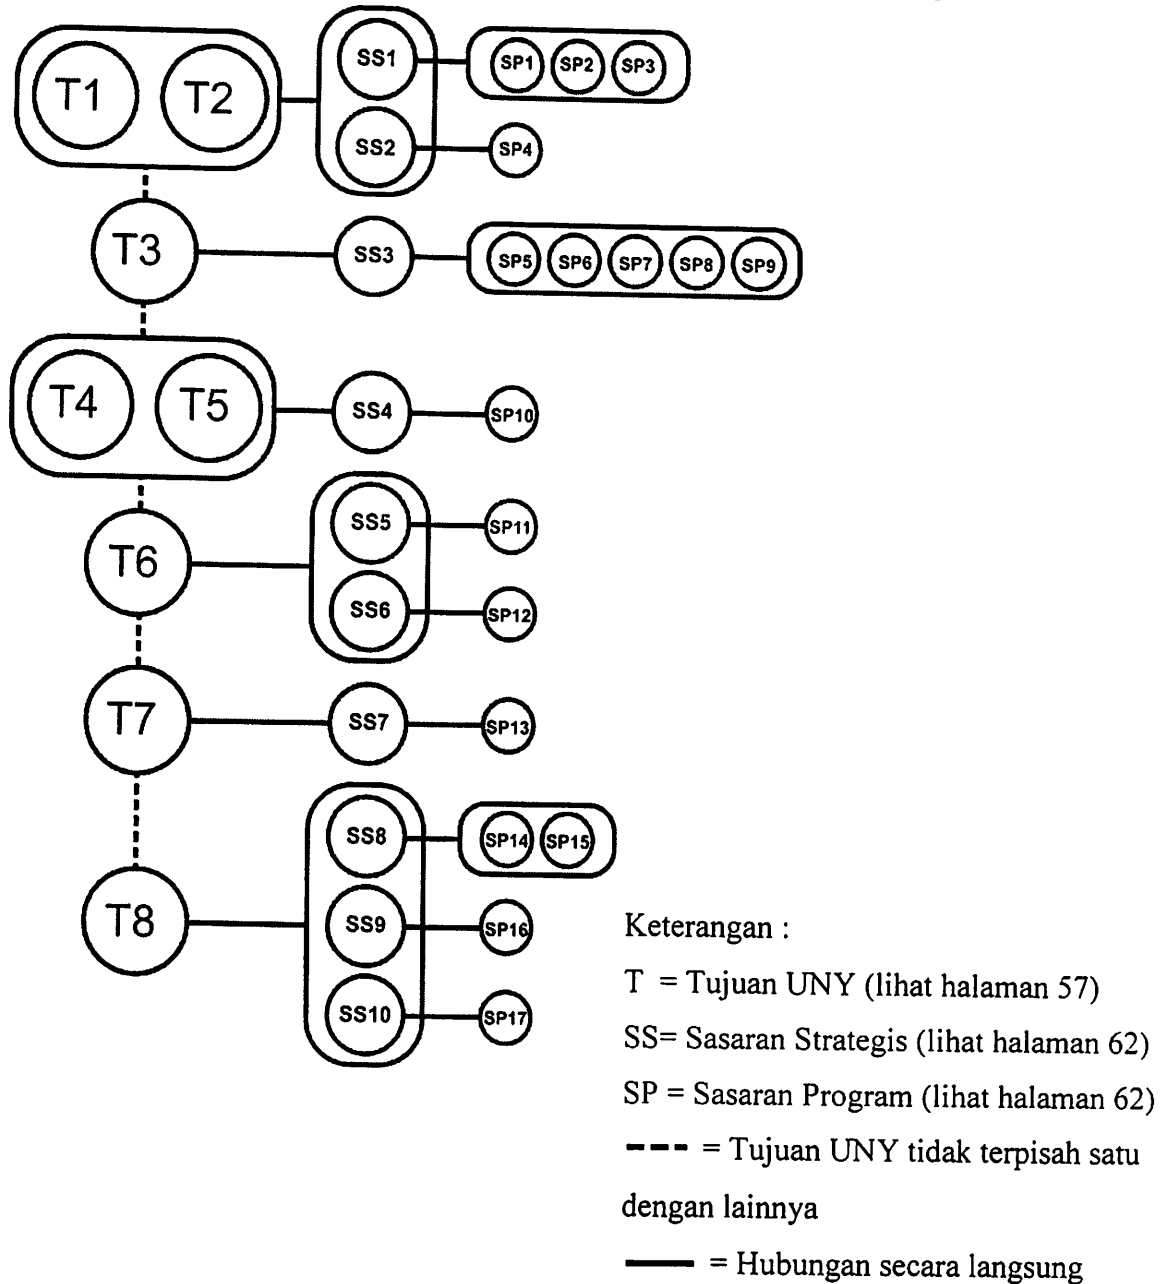 T1 T2 SS1 SP1 SP2 SP3
SS2 SP4
T3 SS3 SP5 SP6 SP7 SP8 SP9
T4 T5 SS4 SP10
SS5 SP11
T6
SS6 SP12
T7 SS7 SP13
SS8 SP14 SP15
T8 SS9 SP16
SS10 SP17
Keterangan :
T = Tujuan UNY (lihat halaman 57)
SS= Sasaran Strategis (lihat halaman 62)
SP = Sasaran Program (lihat halaman 62)
--- = Tujuan UNY tidak terpisah satu
dengan lainnya
— = Hubungan secara langsung